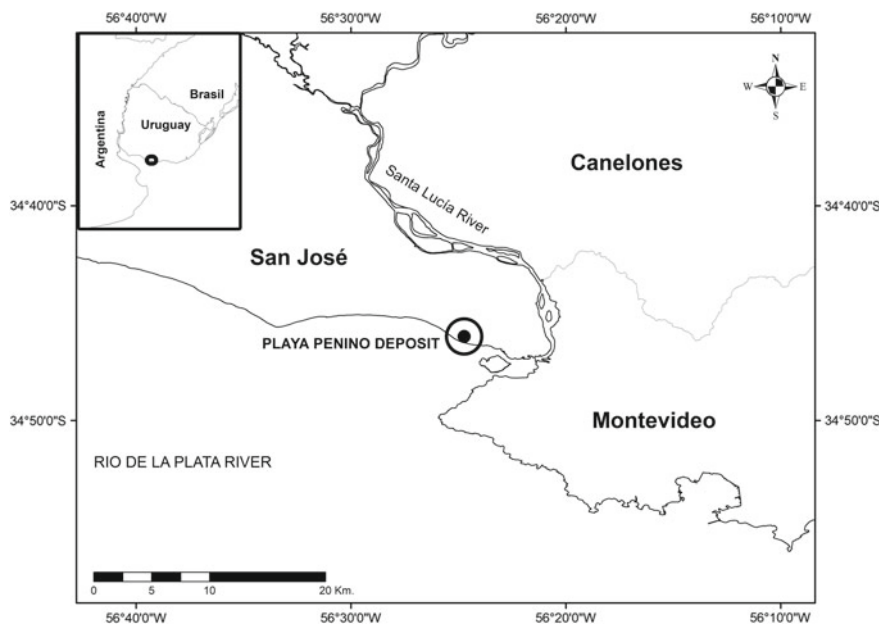 56°40'0"W
56°30'0"W
56°20'0"W
56°10'0"W
Argentina
Brasil
Uruguay
N
W
E
S
Canelones
Santa Lucía River
34°40'0"S
34°40'0"S
San José
PLAYA PENINO DEPOSIT
Montevideo
34°50'0"S
34°50'0"S
RIO DE LA PLATA RIVER
0 5 10 20 Km.
56°40'0"W
56°30'0"W
56°20'0"W
56°10'0"W